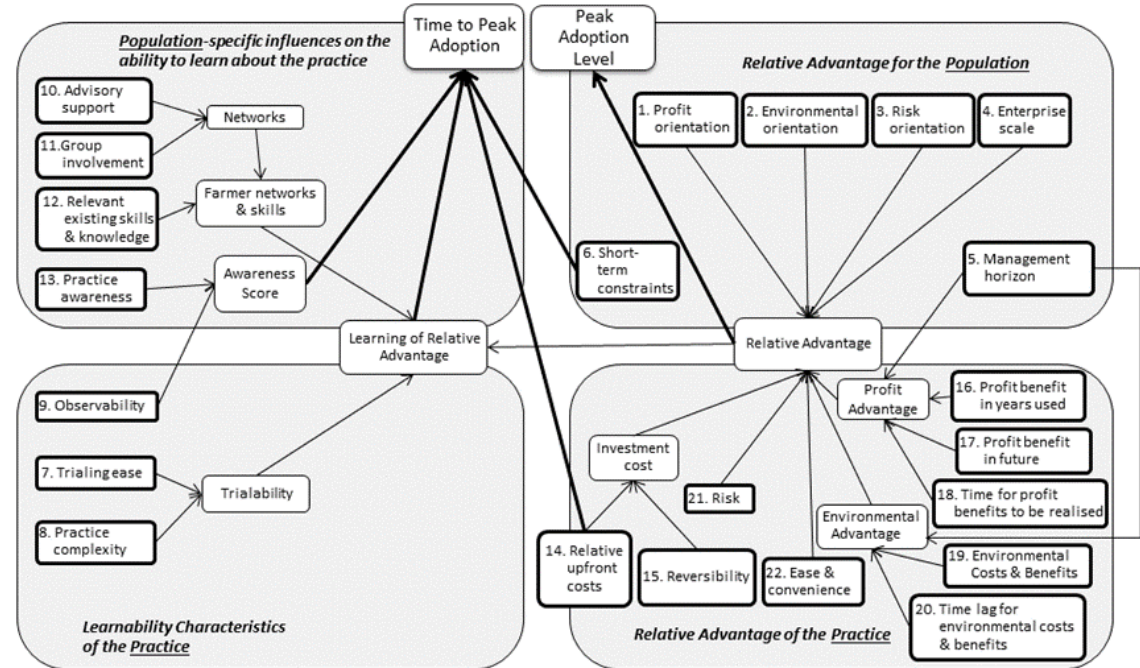 Time to Peak
Adoption
Peak
Adoption
Level
Population-specific influences on the
ability to learn about the practice
Relative Advantage for the Population
10. Advisory
support
Networks
11.Group
involvement
12. Relevant
existing skills
& knowledge
Farmer networks
& skills
13. Practice
awareness
Awareness
Score
1. Profit
orientation
2. Environmental
orientation
3. Risk
orientation
4. Enterprise
scale
6. Short-
term
constraints
5. Management
horizon
Learning of Relative
Advantage
Relative Advantage
9. Observability
7. Trialing ease
8. Practice
complexity
Trialability
Learnability Characteristics
of the Practice
Profit
Advantage
16. Profit benefit
in years used
17. Profit benefit
in future
18. Time for profit
benefits to be realised
Investment
cost
21. Risk
Environmental
Advantage
14. Relative
upfront
costs
15. Reversibility
22. Ease &
convenience
19. Environmental
Costs & Benefits
20. Time lag for
environmental costs
& benefits
Relative Advantage of the Practice